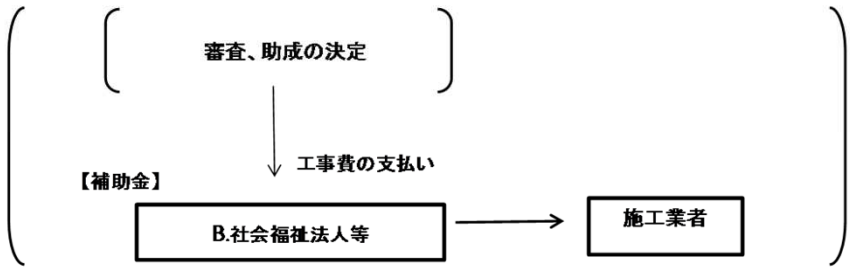 審査、助成の決定
工事費の支払い
【補助金】
B.社会福祉法人等
施工業者